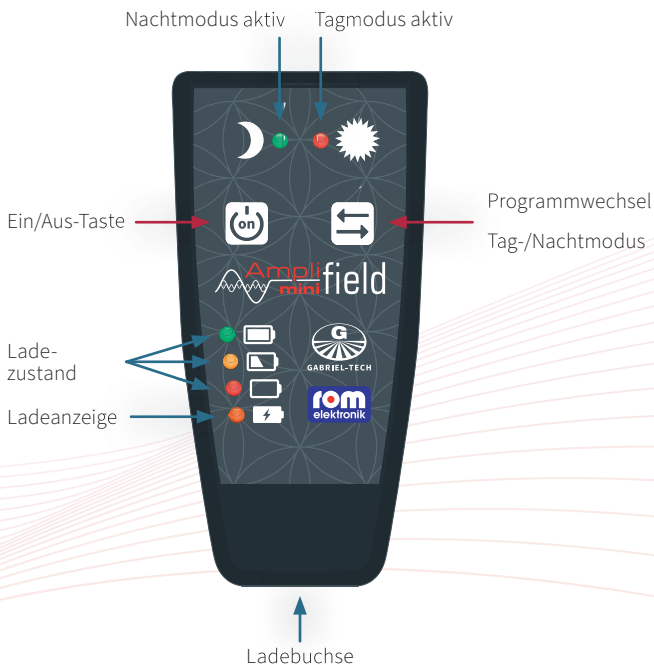 Nachtmodus aktiv
Tagmodus aktiv
Ein/Aus-Taste
on
Programmwechsel
Tag-/Nachtmodus
Ampli
mini field
Lade-
zustand
G
GABRIEL-TECH
rom
elektronik
Ladeanzeige
Ladebuchse